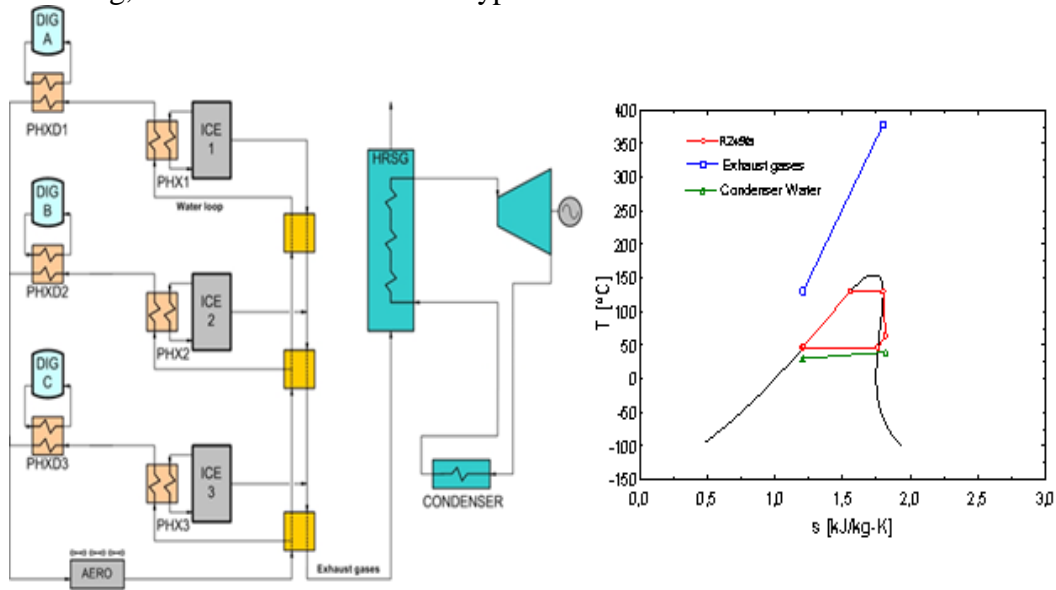 DIG
A
PHXD1
ICE
1
PHX1
Water loop
DIG
B
PHXD2
ICE
2
PHX2
DIG
C
PHXD3
ICE
3
PHX3
AERO
Exhaust gases
HRSG
CONDENSER
R245fa
Exhaust gases
Condenser Water
T [°C]
400
350
300
250
200
150
100
50
0
-50
-100
-150
0,0 0,5 1,0 1,5 2,0 2,5 3,0
s [kJ/kg-K]